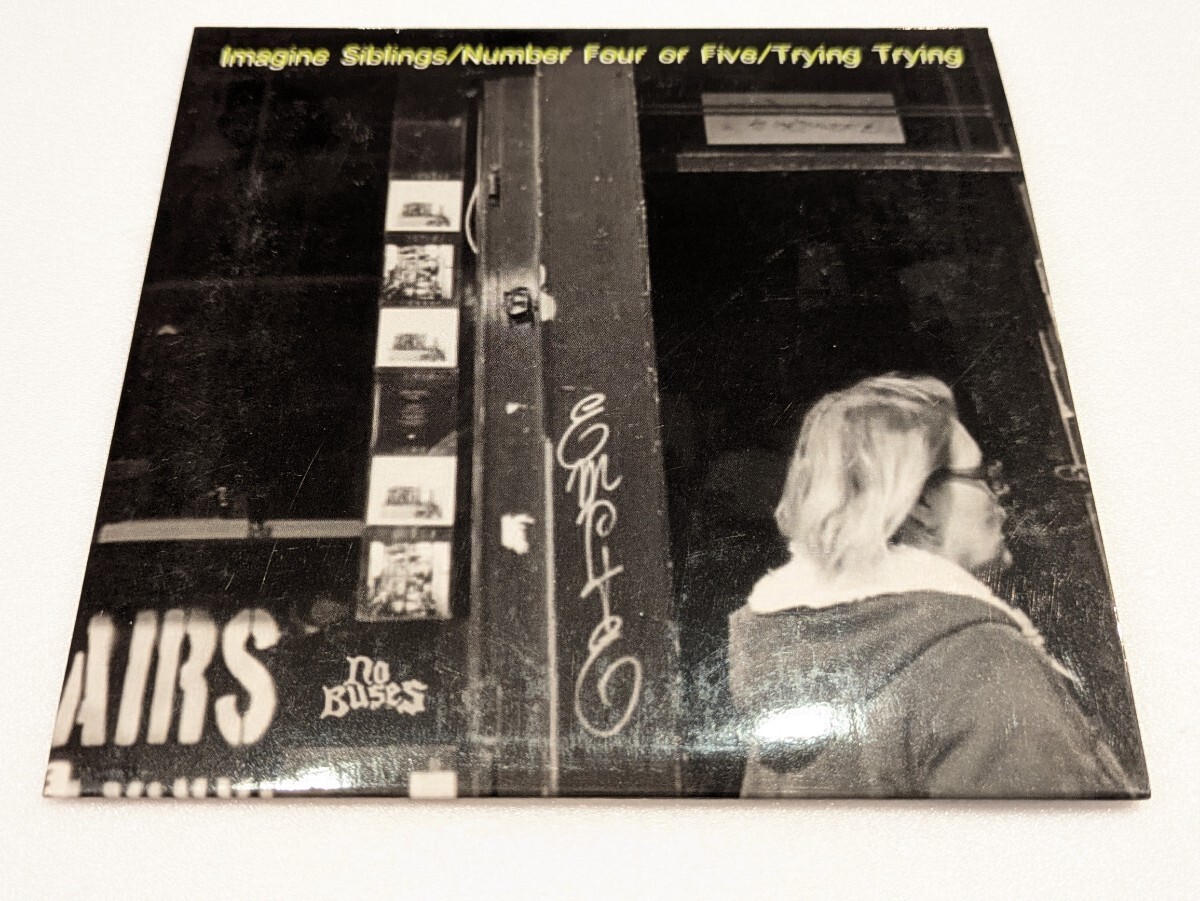 Imagine Siblings/Number Four or Five/Trying Trying
AIRS
no
BUSES